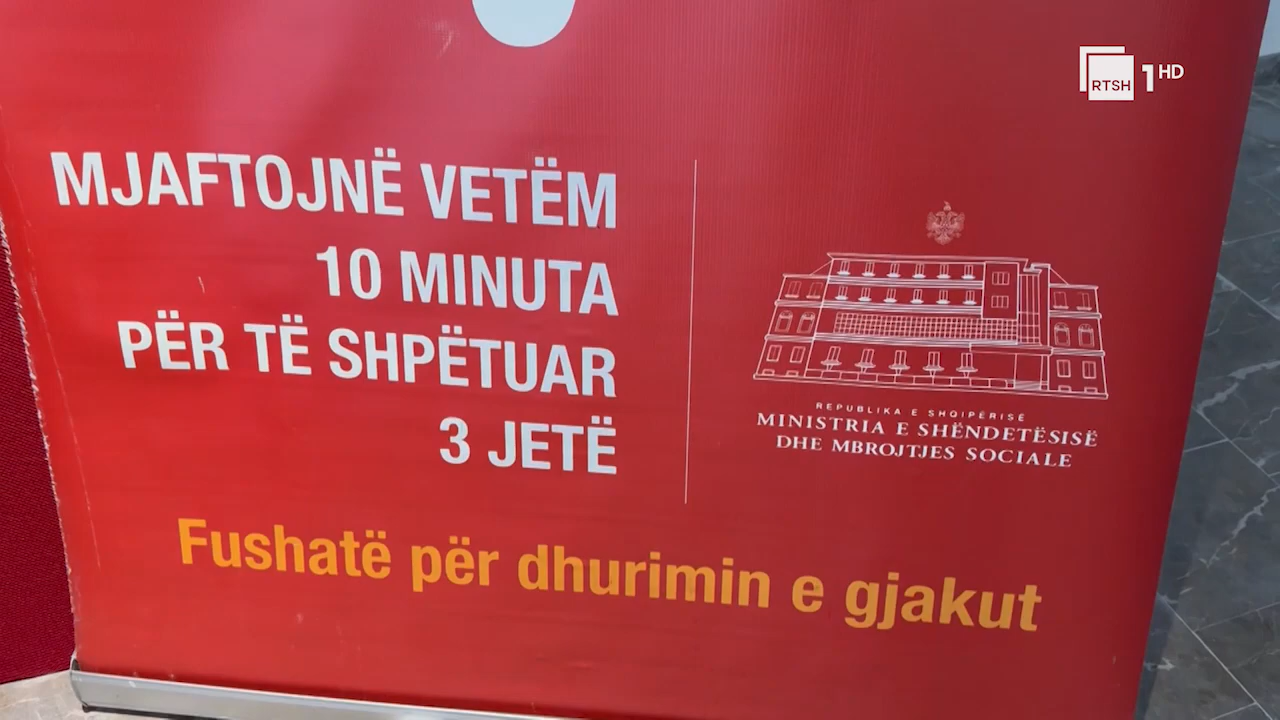 RTSH 1 HD
MJAFTOJNË VETËM
10 MINUTA
PËR TË SHPËTUAR
3 JETË
REPUBLIKA E SHQIPËRISË
MINISTRIA E SHËNDETËSISË
DHE MBROJTJES SOCIALE
Fushatë për dhurimin e gjakut